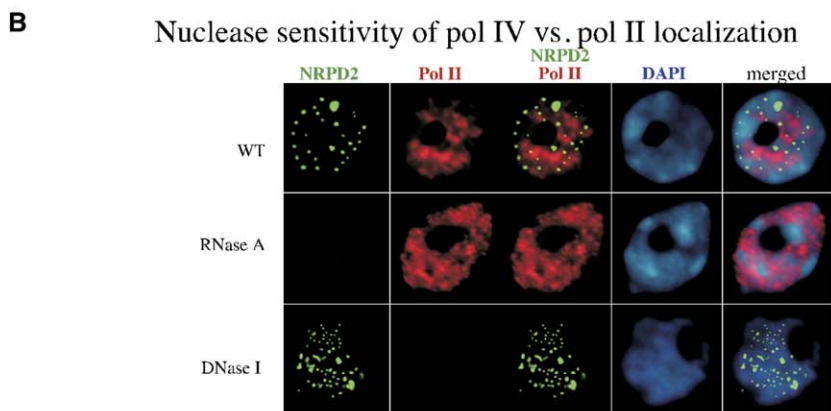 B
Nuclease sensitivity of pol IV vs. pol II localization
NRPD2 Pol II NRPD2 Pol II DAPI merged
WT
RNase A
DNase I